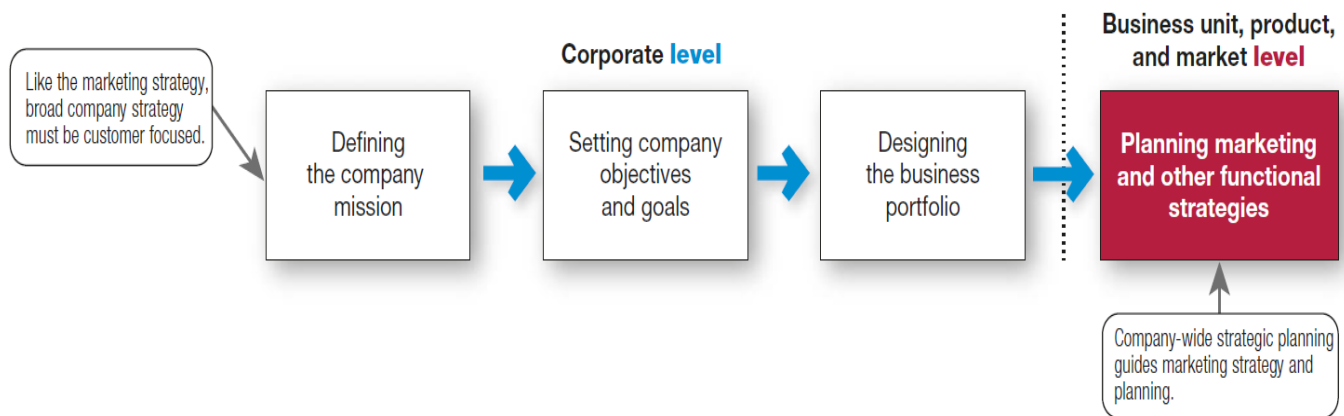 Like the marketing strategy,
broad company strategy
must be customer focused.
Corporate level
Defining
the company
mission
Setting company
objectives
and goals
Designing
the business
portfolio
Business unit, product,
and market level
Planning marketing
and other functional
strategies
Company-wide strategic planning
guides marketing strategy and
planning.